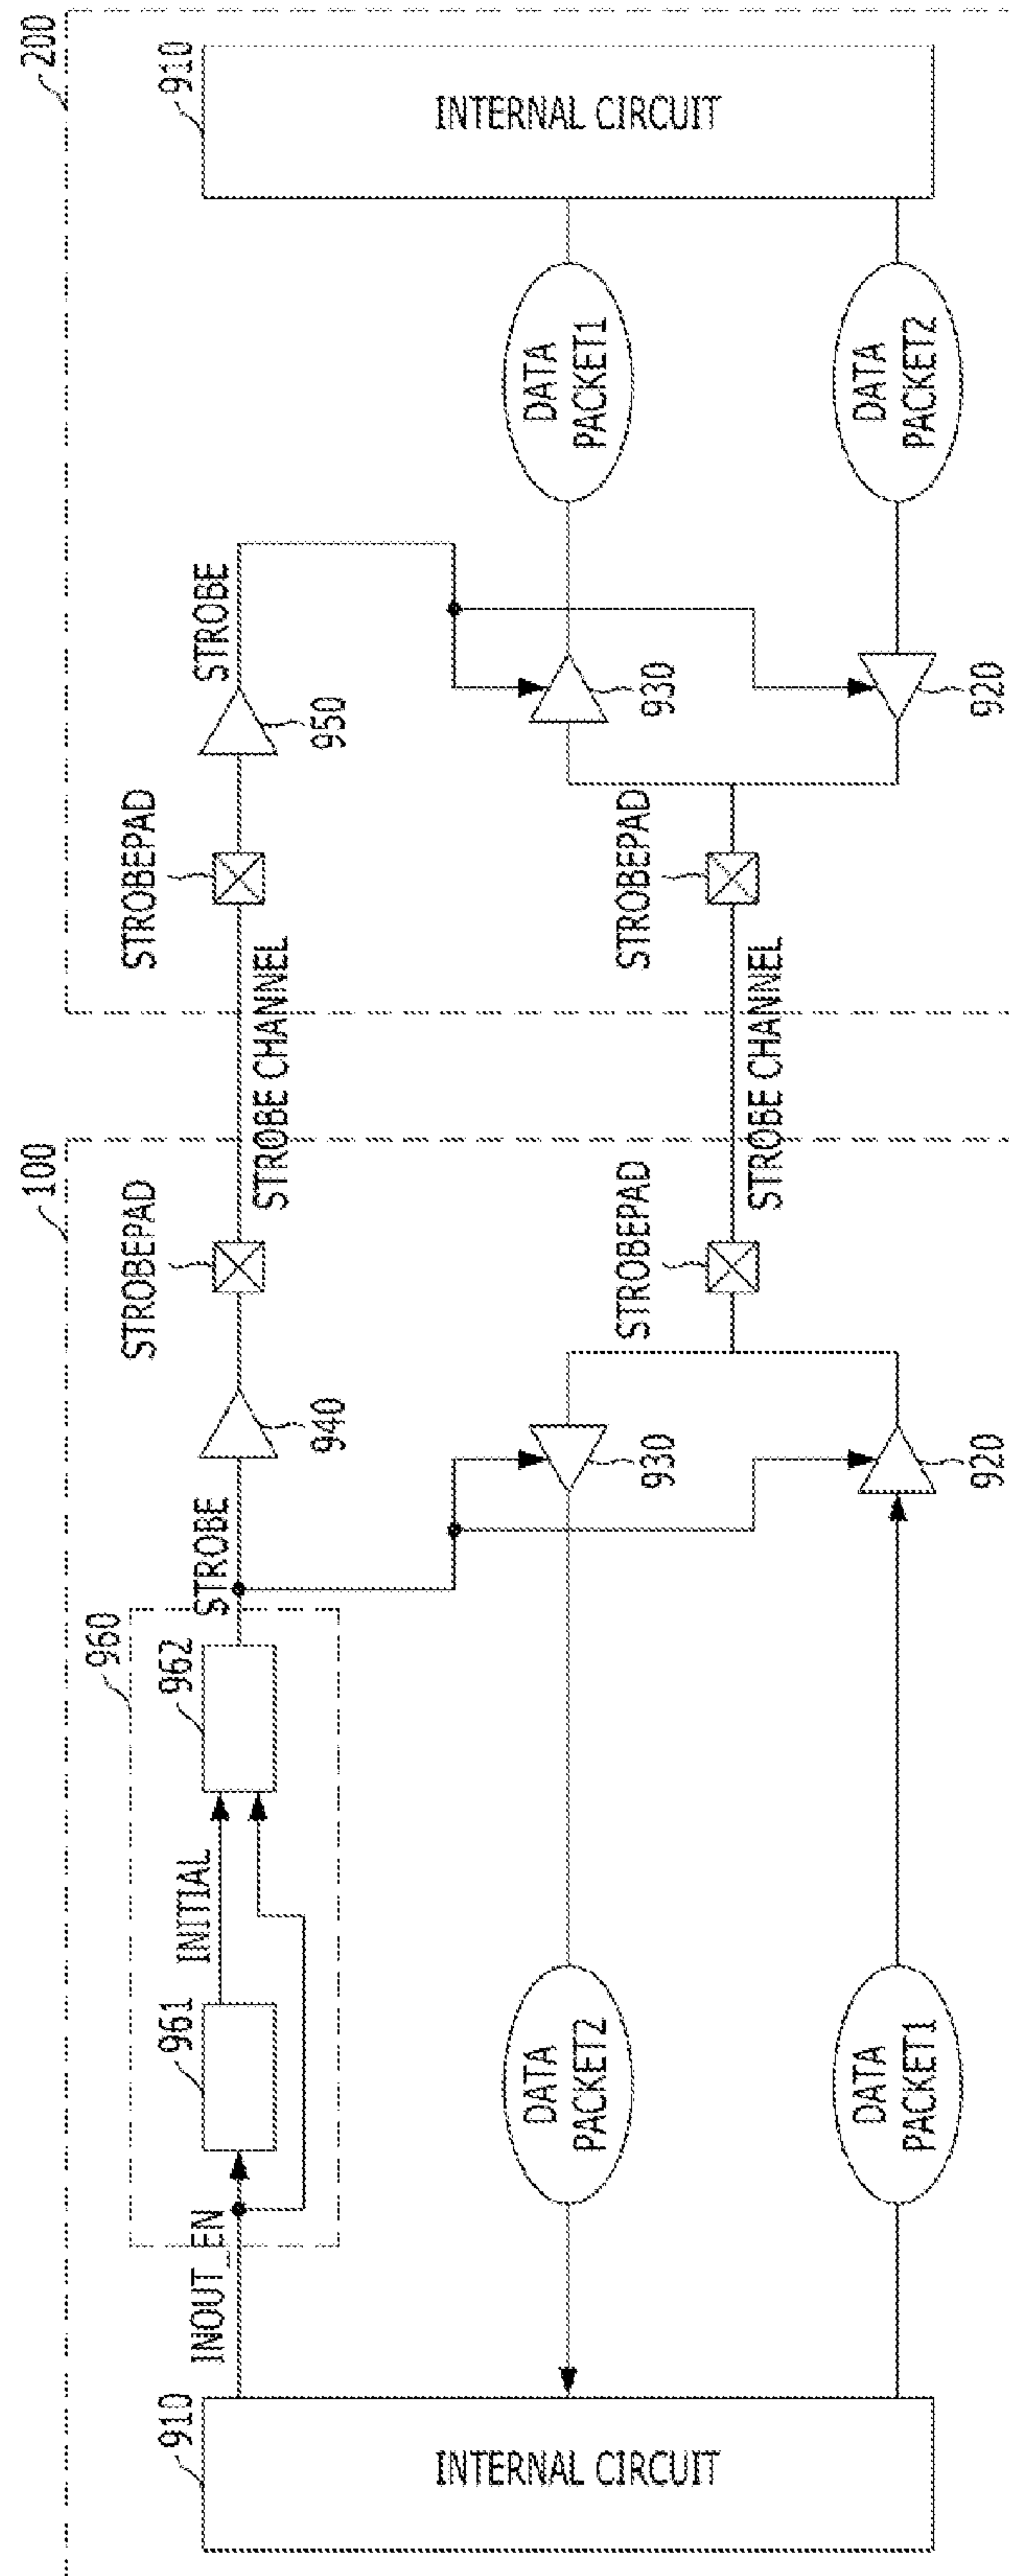 100
200
910
INTERNAL CIRCUIT
INOUT_EN
960
961
INITIAL
962
STROBE
940
STROBEPAD
STROBE CHANNEL
STROBEPAD
950
STROBE
910
INTERNAL CIRCUIT
DATA
PACKET2
930
930
DATA
PACKET1
STROBEPAD
STROBE CHANNEL
STROBEPAD
DATA
PACKET1
920
920
DATA
PACKET2